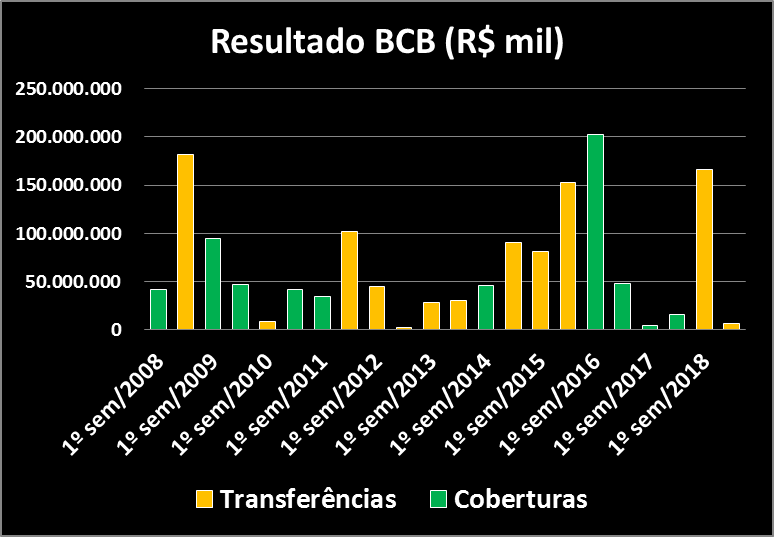 Resultado BCB (R$ mil)
250.000.000
200.000.000
150.000.000
100.000.000
50.000.000
0
1º sem/2008
1º sem/2009
1º sem/2010
1º sem/2011
1º sem/2012
1º sem/2013
1º sem/2014
1º sem/2015
1º sem/2016
1º sem/2017
1º sem/2018
Transferências Coberturas